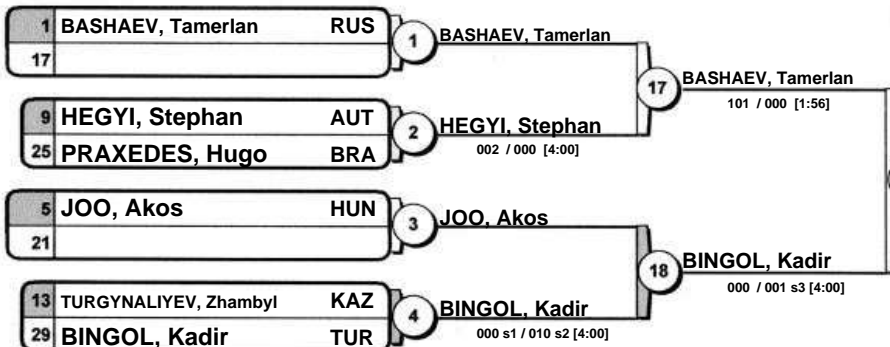 1 BASHAEV, Tamerlan RUS
17
1
BASHAEV, Tamerlan
9 HEGYI, Stephan AUT
25 PRAXEDES, Hugo BRA
2
HEGYI, Stephan
002 / 000 [4:00]
17
BASHAEV, Tamerlan
101 / 000 [1:56]
5 JOO, Akos HUN
21
3
JOO, Akos
13 TURGYNALIYEV, Zhambyl KAZ
29 BINGOL, Kadir TUR
4
BINGOL, Kadir
000 s1 / 010 s2 [4:00]
18
BINGOL, Kadir
000 / 001 s3 [4:00]